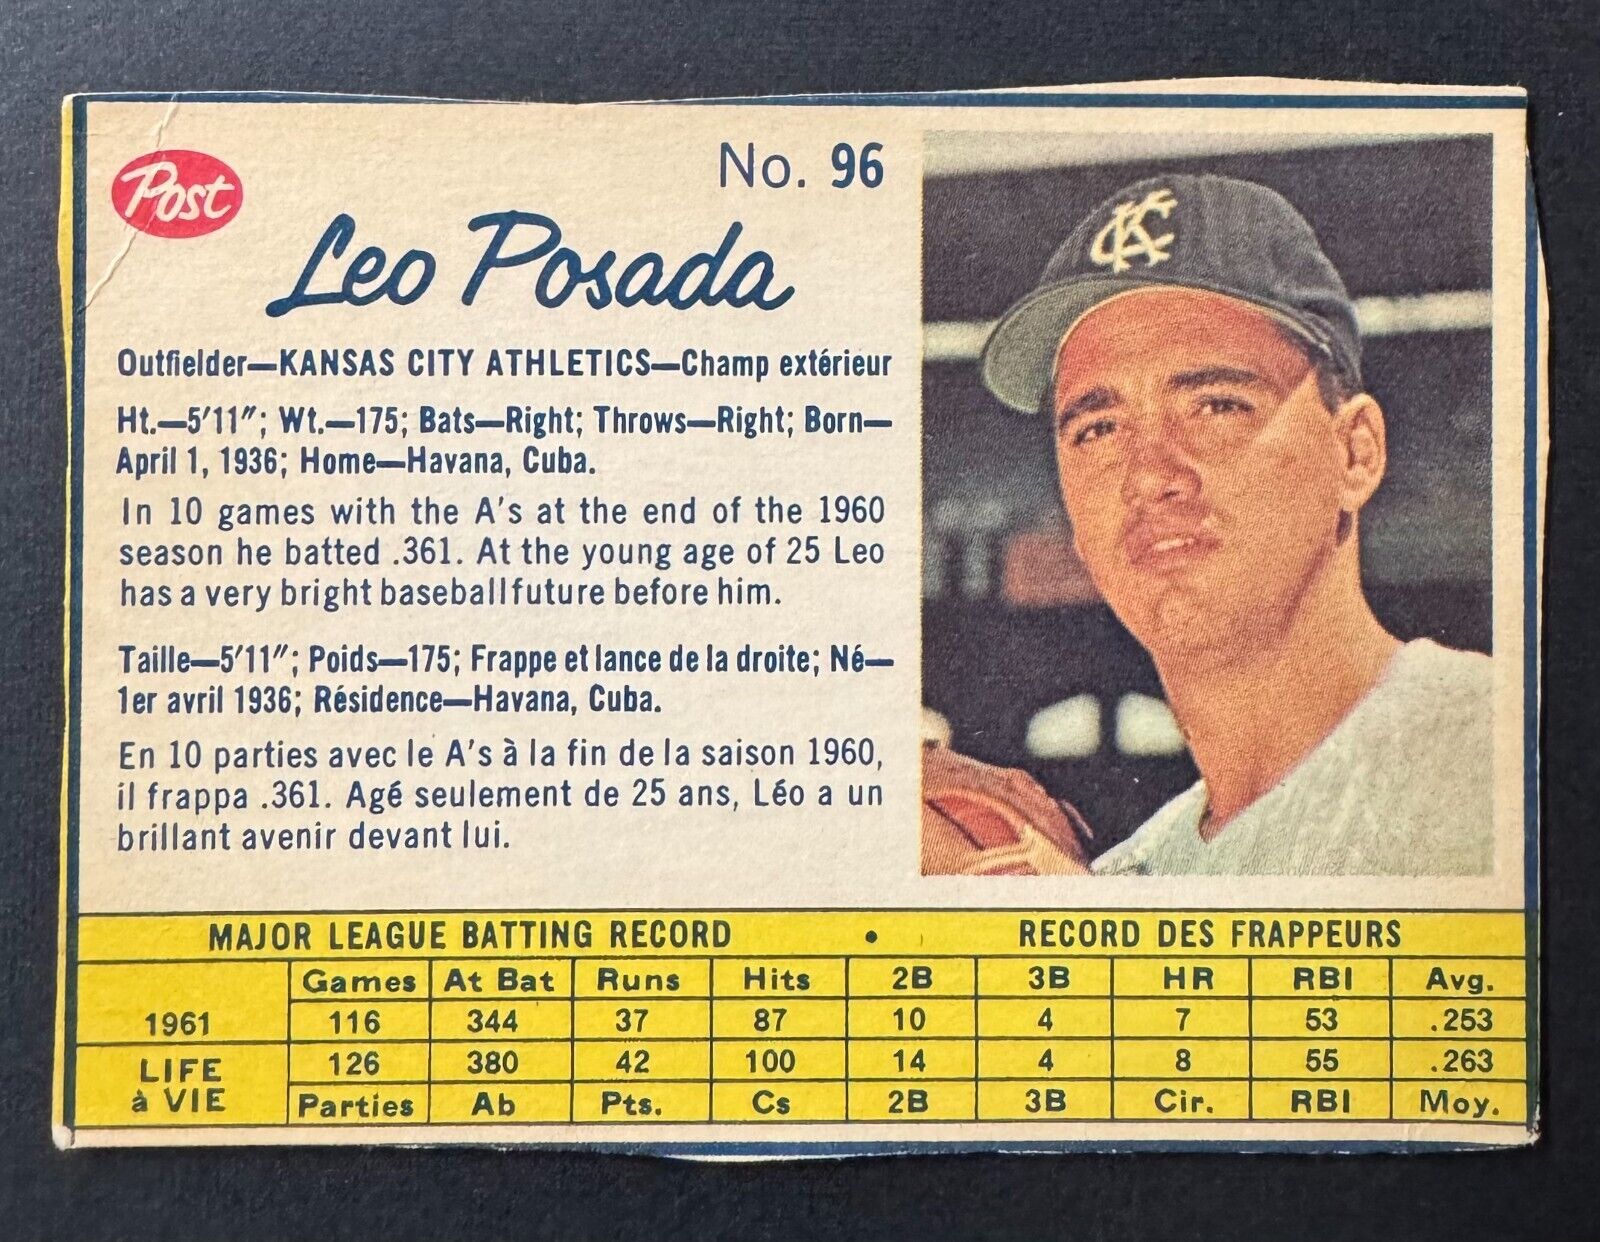 Post
No. 96
Leo Posada
Outfielder—KANSAS CITY ATHLETICS—Champ extérieur
Ht.—5'11"; Wt.—175; Bats—Right; Throws—Right; Born—
April 1, 1936; Home—Havana, Cuba.
In 10 games with the A's at the end of the 1960
season he batted .361. At the young age of 25 Leo
has a very bright baseball future before him.
Taille—5'11"; Poids—175; Frappe et lance de la droite; Né—
1er avril 1936; Résidence—Havana, Cuba.
En 10 parties avec le A's à la fin de la saison 1960,
il frappa .361. Agé seulement de 25 ans, Léo a un
brillant avenir devant lui.
KC
MAJOR LEAGUE BATTING RECORD • RECORD DES FRAPPEURS
Games At Bat Runs Hits 2B 3B HR RBI Avg.
1961 116 344 37 87 10 4 7 53 .253
LIFE à VIE 126 380 42 100 14 4 8 55 .263
Parties Ab Pts. Cs 2B 3B Cir. RBI Moy.